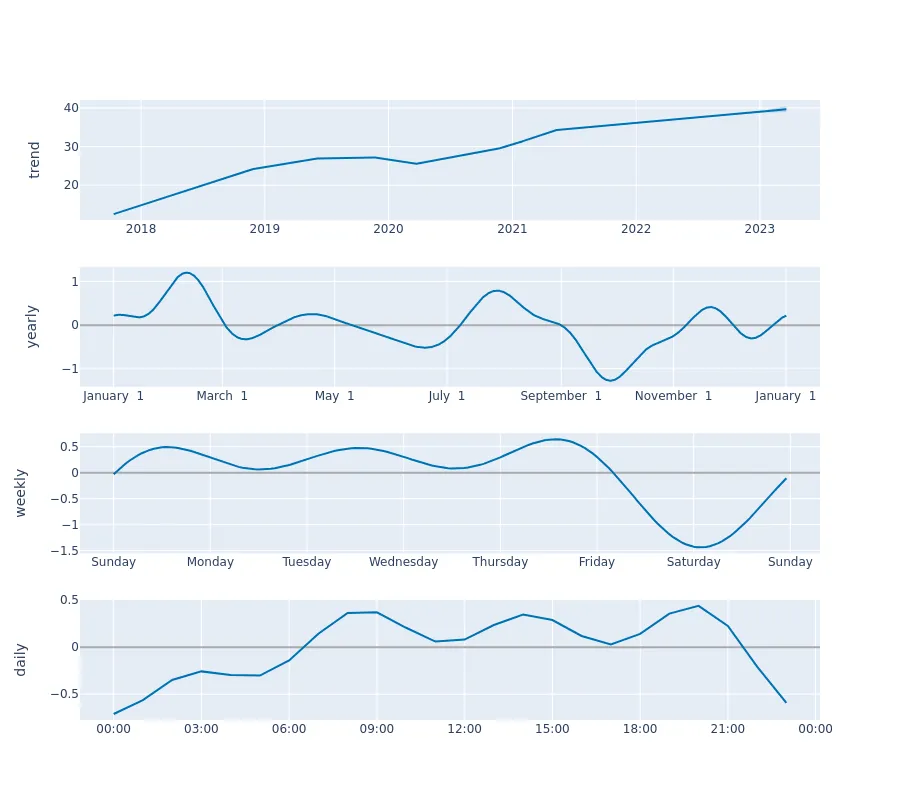 trend
40
30
20
2018 2019 2020 2021 2022 2023
yearly
1
0
−1
January 1 March 1 May 1 July 1 September 1 November 1 January 1
weekly
0.5
0
−0.5
−1
−1.5
Sunday Monday Tuesday Wednesday Thursday Friday Saturday Sunday
daily
0.5
0
−0.5
00:00 03:00 06:00 09:00 12:00 15:00 18:00 21:00 00:00